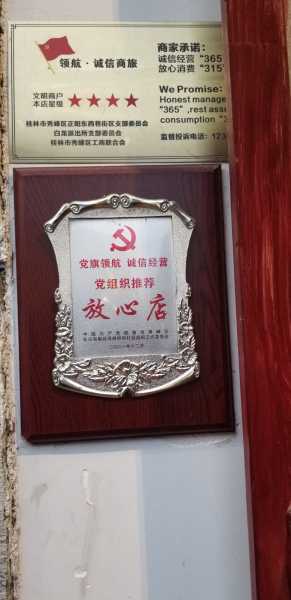 领航·诚信商旅
文明商户
本店星级
桂林市秀峰区正阳东西巷街区支部委员会
白龙派出所支部委员会
桂林市秀峰区工商联合会
商家承诺：
诚信经营“365
放心消费“315
We Promise：
Honest manage
“365”,rest ass
consumption “
监督投诉电话：123
党旗领航 诚信经营
党组织推荐
放心店